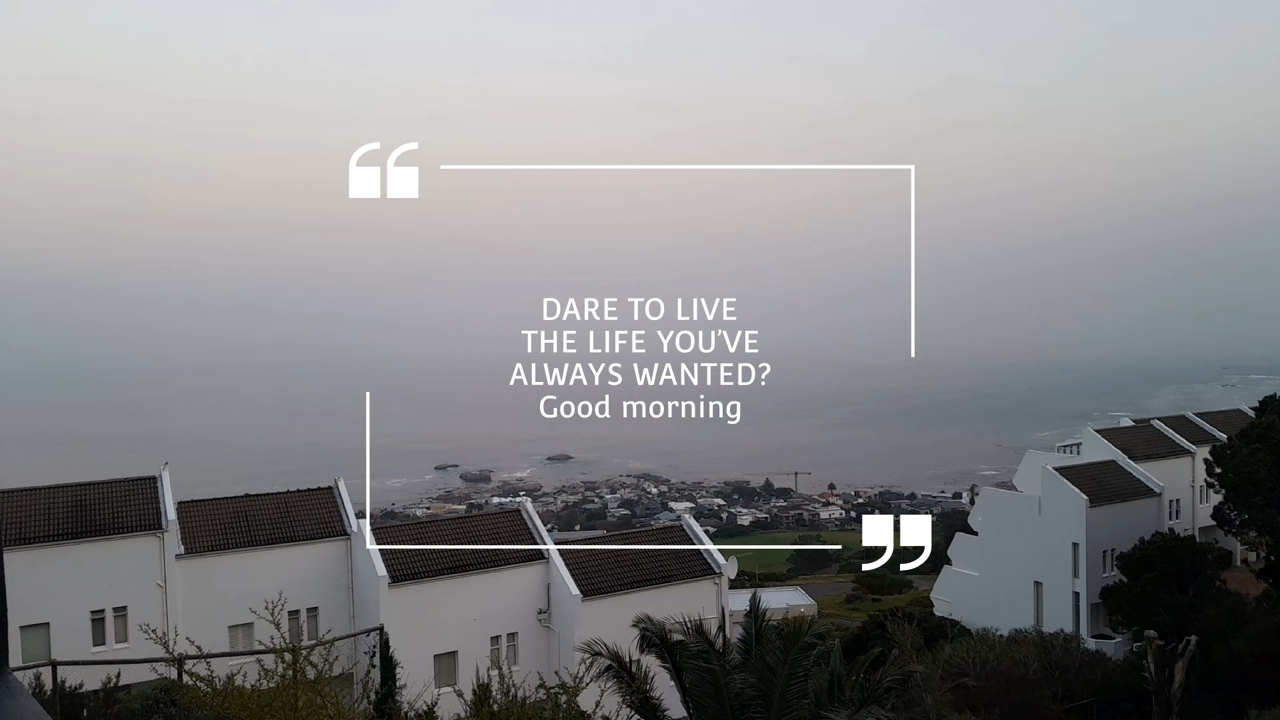 “
DARE TO LIVE
THE LIFE YOU’VE
ALWAYS WANTED?
Good morning
”